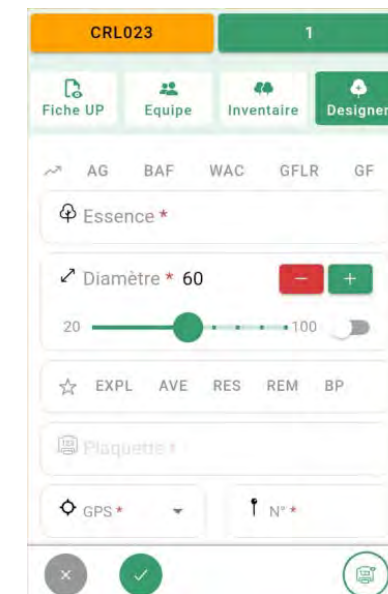 CRL023 1
Fiche UP Equipe Inventaire Designer
AG BAF WAC GFLR GF
Essence *
Diamètre * 60 − +
20 100
EXPL AVE RES REM BP
Plaquette *
GPS * N° *